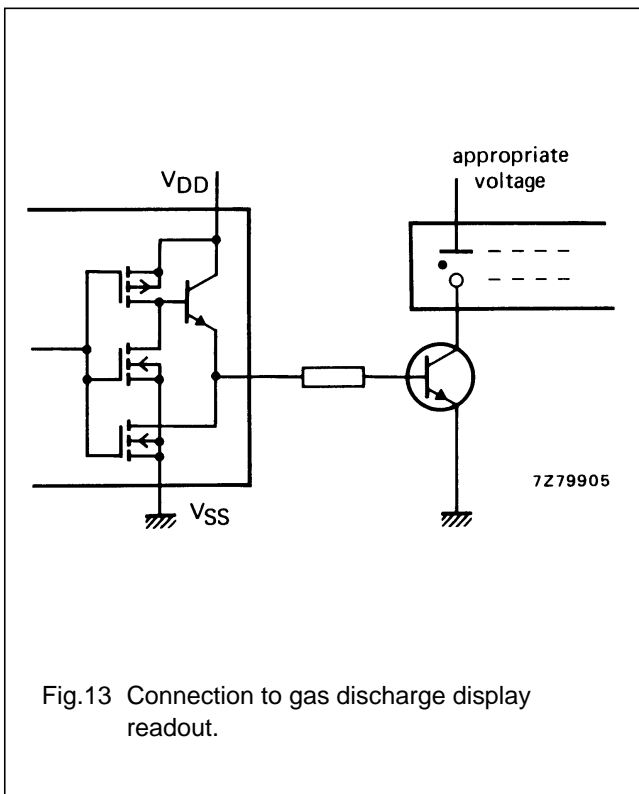 appropriate
voltage
VDD
7Z79905
VSS
Fig.13 Connection to gas discharge display
readout.